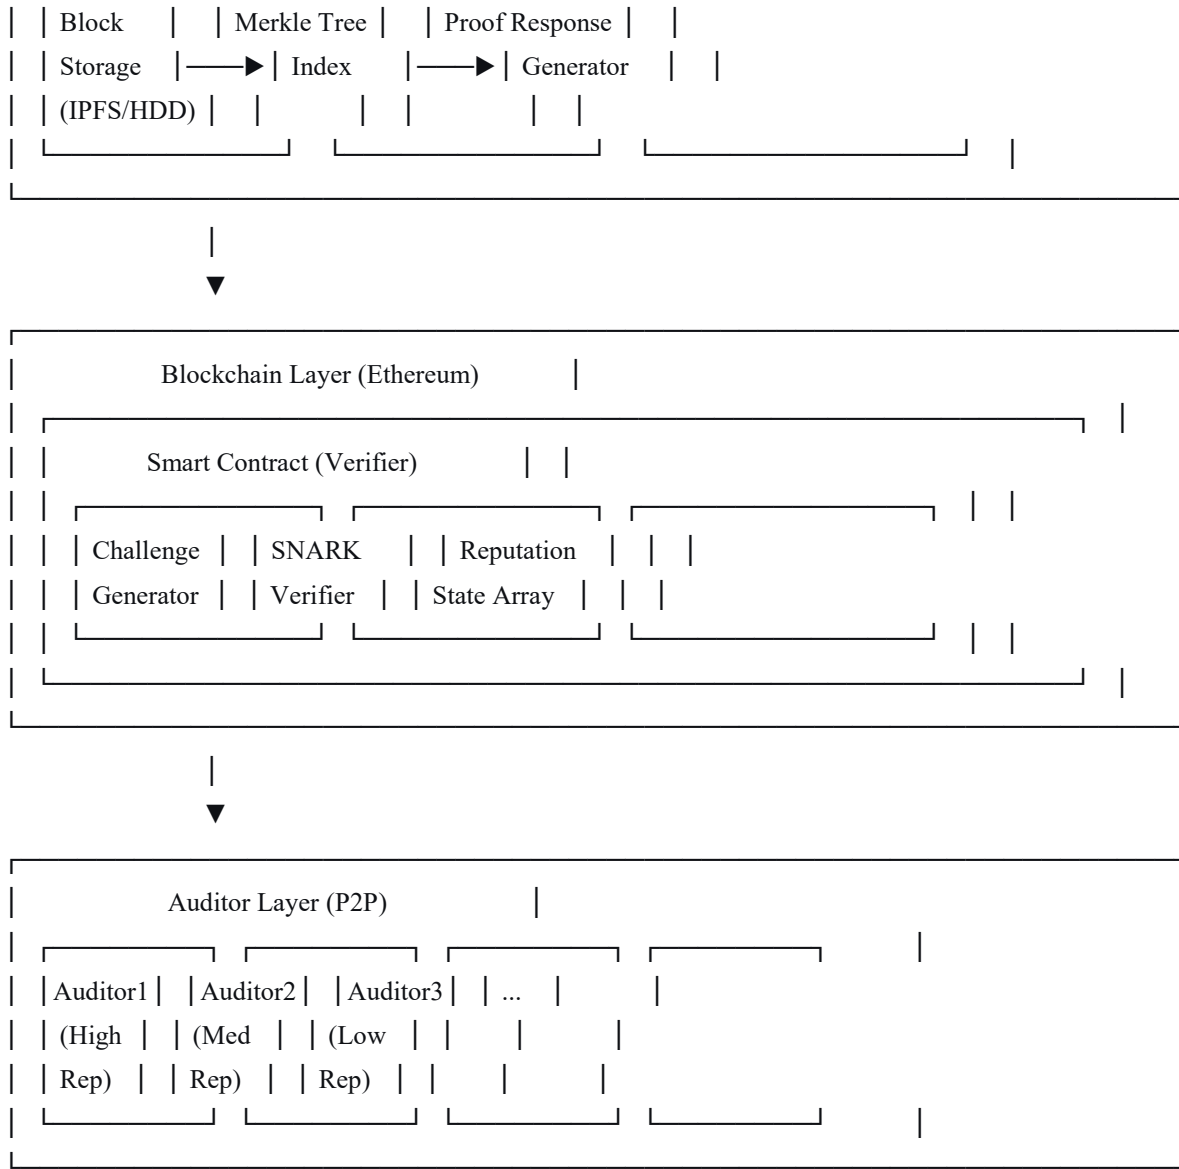 Block Merkle Tree Proof Response
Storage Index Generator
(IPFS/HDD)
Blockchain Layer (Ethereum)
Smart Contract (Verifier)
Challenge SNARK Reputation
Generator Verifier State Array
Auditor Layer (P2P)
Auditor1 Auditor2 Auditor3 ...
(High (Med (Low
Rep) Rep) Rep)